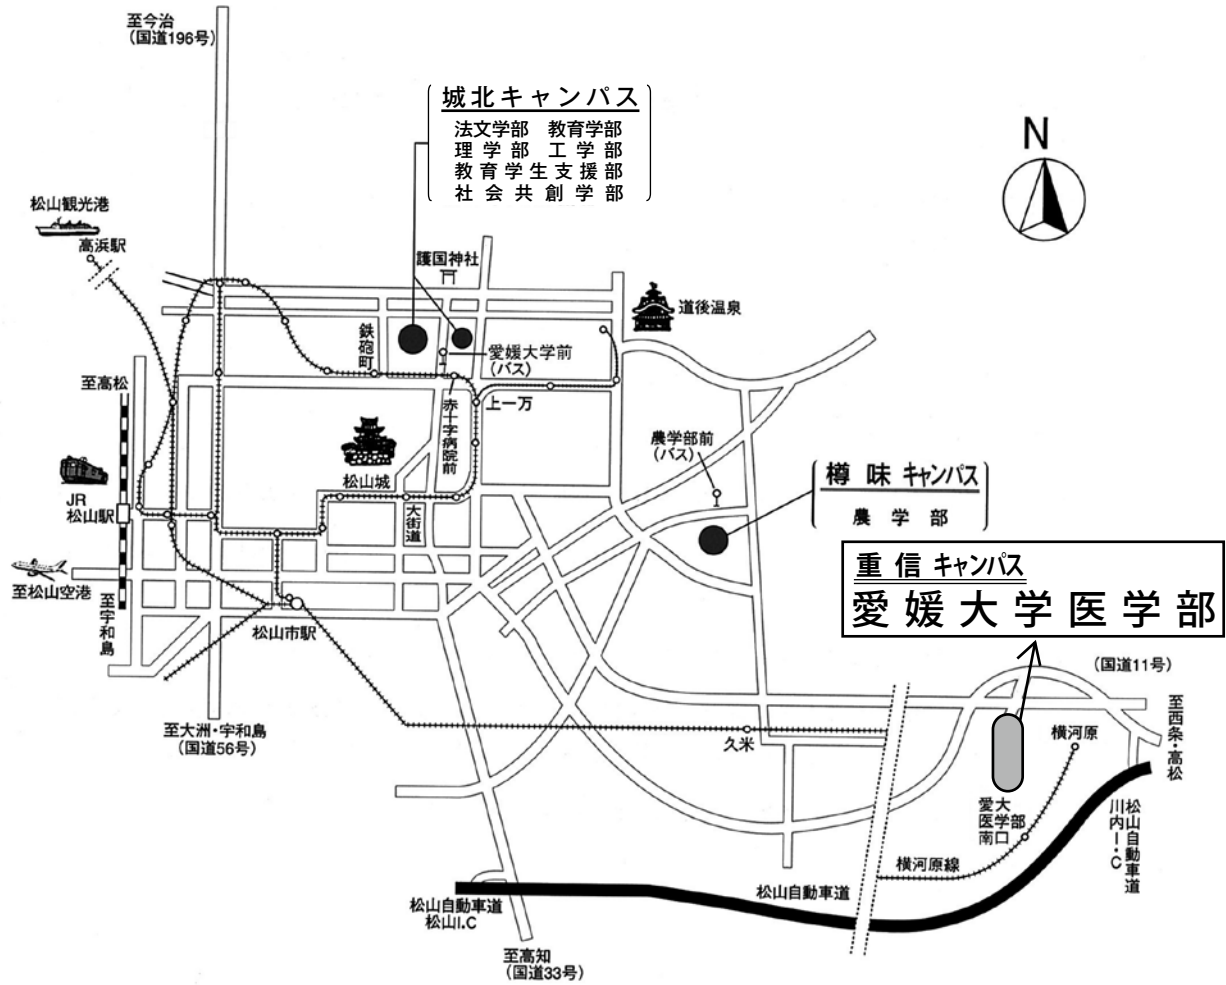 至今治
(国道196号)
城北キャンパス
法文学部 教育学部
理学部 工学部
教育学生支援部
社会共創学部
N
松山観光港
高浜駅
護国神社
道後温泉
鉄砲町
愛媛大学前
(バス)
至高松
赤十字病院前
上一万
農学部前
(バス)
松山城
樽味 キャンパス
農学部
JR
松山駅
大街道
重信 キャンパス
愛媛大学医学部
至松山空港
至宇和島
松山市駅
(国道11号)
至西条・高松
至大洲・宇和島
(国道56号)
久米
横河原
愛大
医学部
南口
松山自動車道
川内I・C
横河原線
松山自動車道
松山自動車道
松山I.C
至高知
(国道33号)